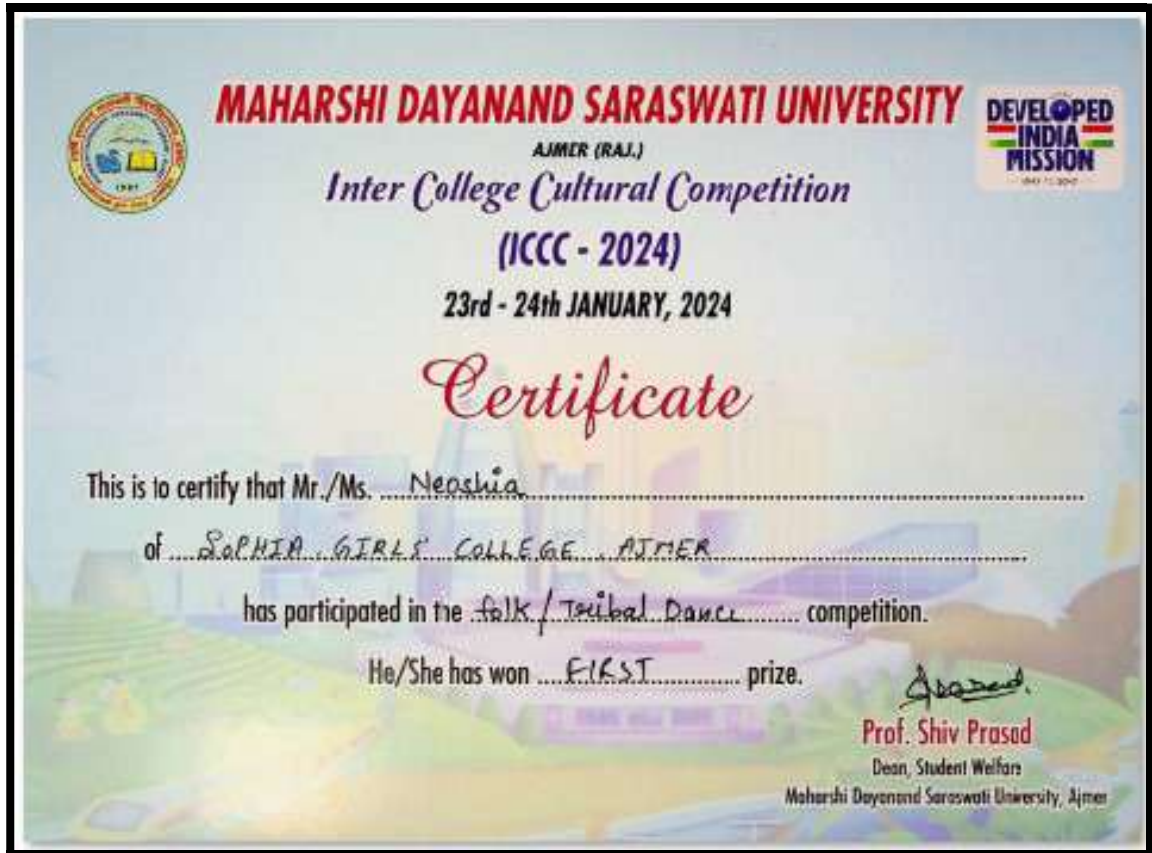 MAHARSHI DAYANAND SARASWATI UNIVERSITY
AJMER (RAJ.)
DEVELOPED
INDIA
MISSION
1987
Inter College Cultural Competition
(ICCC - 2024)
23rd - 24th JANUARY, 2024
Certificate
This is to certify that Mr./Ms. Neoshia
of SOPHIA GIRLS' COLLEGE, AJMER
has participated in the folk/Tribal Dance competition.
He/She has won FIRST prize.
Prof. Shiv Prasad
Dean, Student Welfare
Maharshi Dayanand Saraswati University, Ajmer